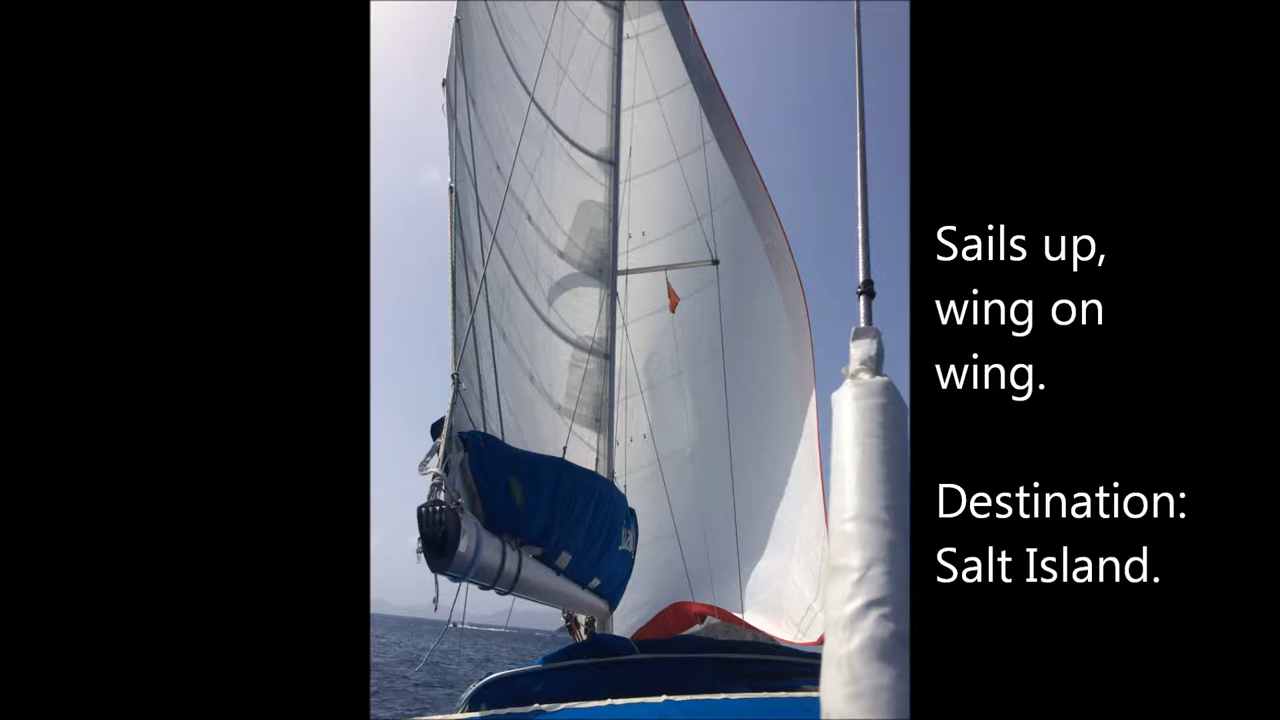 Sails up,
wing on
wing.
Destination:
Salt Island.